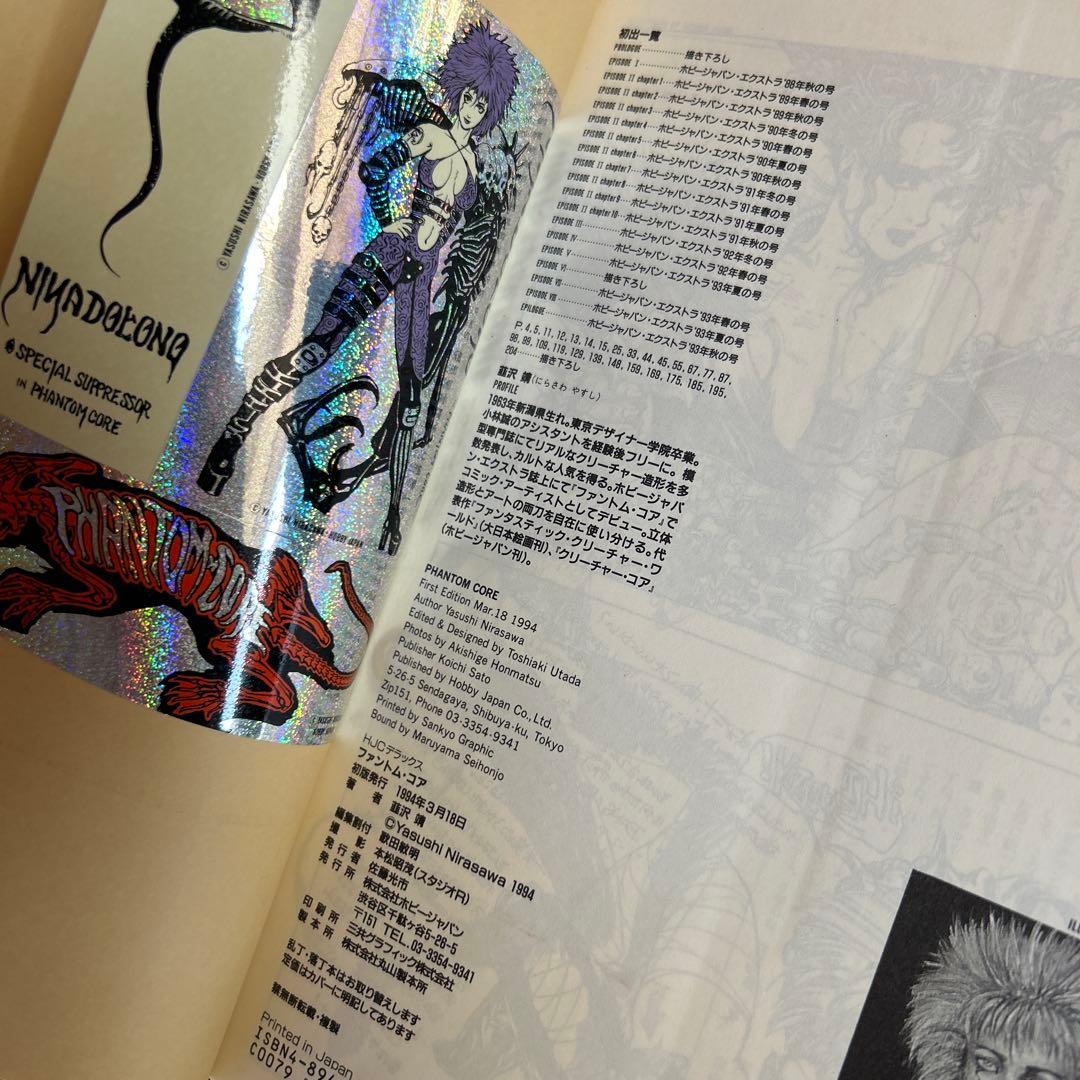 NIYADOTONO
SPECIAL SUPPRESSOR
IN PHANTOM CORE
© YASUSHI NIRASAWA HOBBY
© YASUSHI NIRASAWA HOBBY JAPAN
PHANTOM CORE
初出一覧
PROLOGUE……………描き下ろし
EPISODE I……………ホビージャパン・エクストラ'88年秋の号
EPISODE II chapter1…ホビージャパン・エクストラ'89年春の号
EPISODE II chapter2…ホビージャパン・エクストラ'89年秋の号
EPISODE II chapter3…ホビージャパン・エクストラ'90年冬の号
EPISODE II chapter4…ホビージャパン・エクストラ'90年春の号
EPISODE II chapter5…ホビージャパン・エクストラ'90年夏の号
EPISODE II chapter6…ホビージャパン・エクストラ'90年秋の号
EPISODE II chapter7…ホビージャパン・エクストラ'91年冬の号
EPISODE II chapter8…ホビージャパン・エクストラ'91年春の号
EPISODE II chapter9…ホビージャパン・エクストラ'91年夏の号
EPISODE II chapter10…ホビージャパン・エクストラ'91年秋の号
EPISODE III……………ホビージャパン・エクストラ'92年冬の号
EPISODE IV……………ホビージャパン・エクストラ'92年春の号
EPISODE V……………ホビージャパン・エクストラ'93年夏の号
EPISODE VI……………描き下ろし
EPISODE VII……………ホビージャパン・エクストラ'93年春の号
EPISODE VIII……………ホビージャパン・エクストラ'93年夏の号
EPILOGUE……………ホビージャパン・エクストラ'93年秋の号
P. 4, 5, 11, 12, 13, 14, 15, 25, 33, 44, 45, 55, 67, 77, 87,
98, 99, 109, 119, 129, 139, 149, 159, 169, 175, 185, 195,
204………描き下ろし
韮沢 靖(にらさわ やすし)
PROFILE
1963年新潟県生れ。東京デザイナー学院卒業。
小林誠のアシスタントを経験後フリーに。模
型専門誌にてリアルなクリーチャー造形を多
数発表し、カルトな人気を得る。ホビージャパ
ン・エクストラ誌上にて『ファントム・コア』で
コミック・アーティストとしてデビュー。立体
造形とアートの両刀を自在に使い分ける。代
表作『ファンタスティック・クリーチャー・ワ
ールド』(大日本絵画刊)、『クリーチャー・コア』
(ホビージャパン刊)。
PHANTOM CORE
First Edition Mar.18 1994
Author Yasushi Nirasawa
Edited & Designed by Toshiaki Utada
Photos by Akishige Honmatsu
Publisher Koichi Sato
Published by Hobby Japan Co., Ltd.
5-26-5 Sendagaya, Shibuya-ku, Tokyo
Zip151, Phone 03-3354-9341
Printed by Sankyo Graphic
Bound by Maruyama Seihonjo
HJCデラックス
ファントム・コア
初版発行 1994年3月18日
著 者 韮沢 靖
©Yasushi Nirasawa 1994
編集割付 歌田敏明
撮 影 本松昭茂(スタジオR)
発行者 佐藤光市
発行所 株式会社ホビージャパン
渋谷区千駄ヶ谷5-26-5
〒151 TEL.03-3354-9341
印刷所 三共グラフィック株式会社
製本所 株式会社丸山製本所
乱丁・落丁本はお取り替えします
定価はカバーに明記してあります
禁無断転載・複製
Printed in Japan
ISBN4-894
C0079